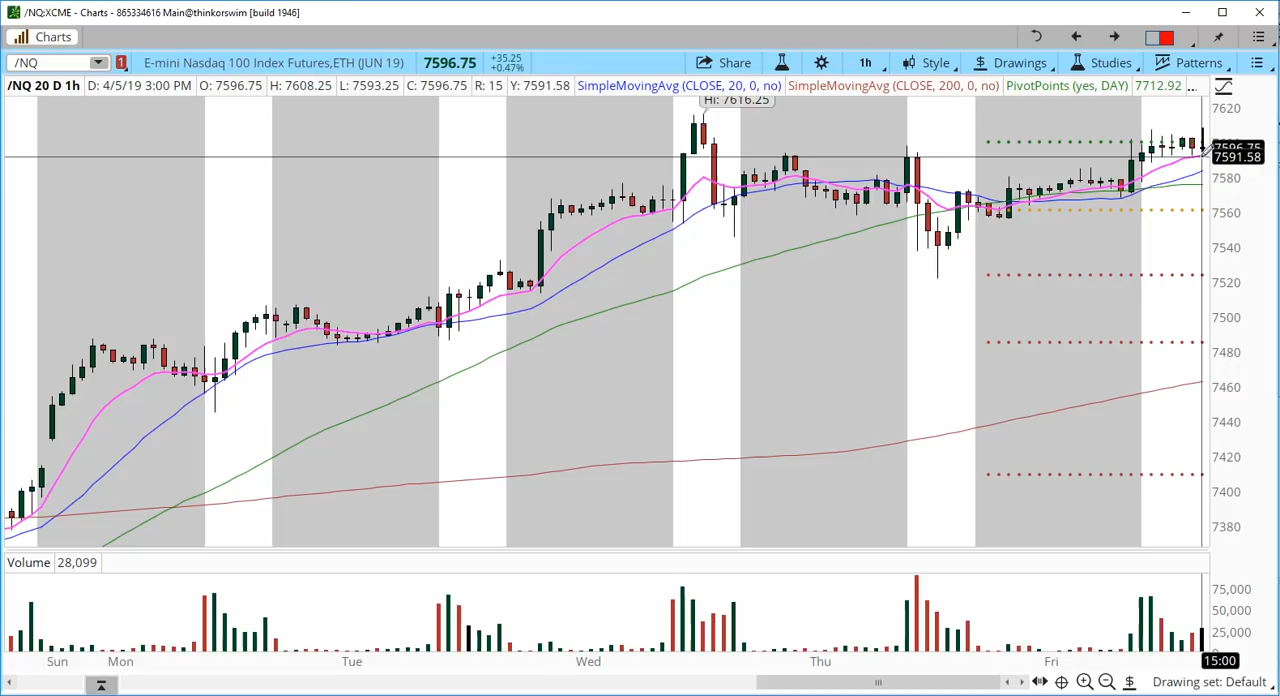 /NQ:XCME - Charts - 865334616 Main@thinkorswim [build 1946]
Charts
/NQ 1 E-mini Nasdaq 100 Index Futures,ETH (JUN 19) 7596.75 +35.25 +0.47% Share 1h Style Drawings Studies Patterns
/NQ 20 D 1h D: 4/5/19 3:00 PM O: 7596.75 H: 7608.25 L: 7593.25 C: 7596.75 R: 15 Y: 7591.58 SimpleMovingAvg (CLOSE, 20, 0, no) SimpleMovingAvg (CLOSE, 200, 0, no) PivotPoints (yes, DAY) 7712.92 ...
Hi: 7616.25
7620
7596.75
7591.58
7580
7560
7540
7520
7500
7480
7460
7440
7420
7400
7380
Volume 28,099
75,000
50,000
25,000
Sun Mon Tue Wed Thu Fri 15:00
$ Drawing set: Default